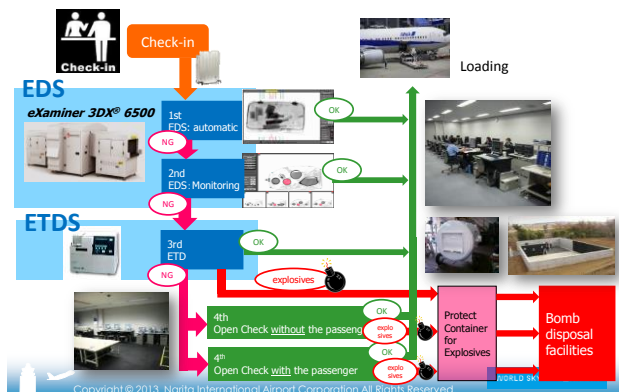 Check-in
Check-in
Loading
EDS
eXaminer 3DX® 6500
1st
EDS: automatic
OK
NG
2nd
EDS:Monitoring
OK
NG
ETDS
3rd
ETD
OK
NG
explosives
4th
Open Check without the passeng
OK
explo
sives
4th
Open Check with the passenger
OK
explo
sives
Protect
Container
for
Explosives
Bomb
disposal
facilities
WORLD SKY
Copyright © 2013 Narita International Airport Corporation All Rights Reserved